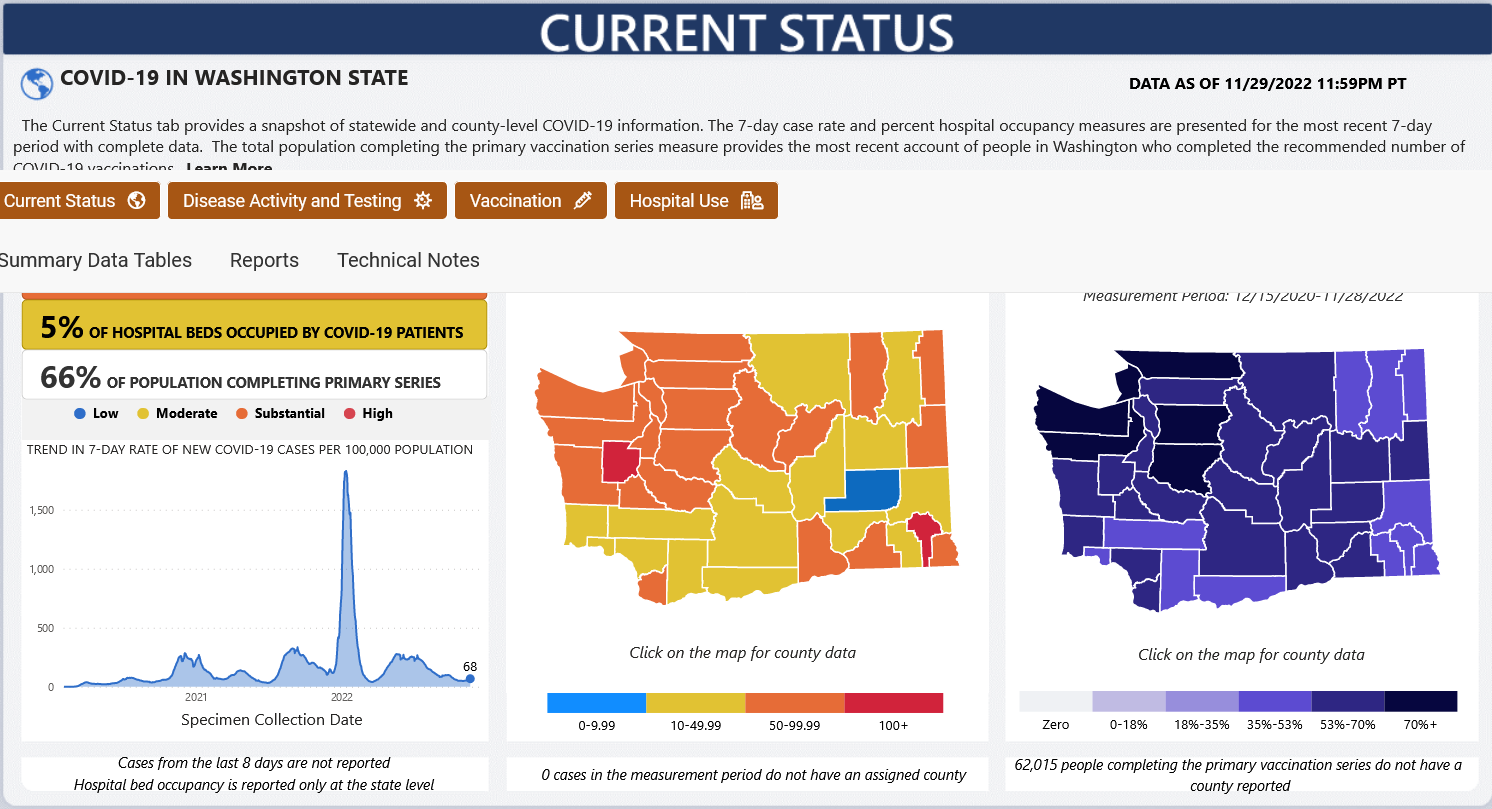 CURRENT STATUS
COVID-19 IN WASHINGTON STATE
DATA AS OF 11/29/2022 11:59PM PT
The Current Status tab provides a snapshot of statewide and county-level COVID-19 information. The 7-day case rate and percent hospital occupancy measures are presented for the most recent 7-day
period with complete data. The total population completing the primary vaccination series measure provides the most recent account of people in Washington who completed the recommended number of
COVID-19 vaccinations. Learn More
Current Status
Disease Activity and Testing
Vaccination
Hospital Use
Summary Data Tables
Reports
Technical Notes
5% OF HOSPITAL BEDS OCCUPIED BY COVID-19 PATIENTS
66% OF POPULATION COMPLETING PRIMARY SERIES
Low Moderate Substantial High
TREND IN 7-DAY RATE OF NEW COVID-19 CASES PER 100,000 POPULATION
1,500
1,000
500
0
68
2021 2022
Specimen Collection Date
Cases from the last 8 days are not reported
Hospital bed occupancy is reported only at the state level
Click on the map for county data
0-9.99 10-49.99 50-99.99 100+
0 cases in the measurement period do not have an assigned county
Measurement Period: 12/15/2020-11/28/2022
Click on the map for county data
Zero 0-18% 18%-35% 35%-53% 53%-70% 70%+
62,015 people completing the primary vaccination series do not have a
county reported